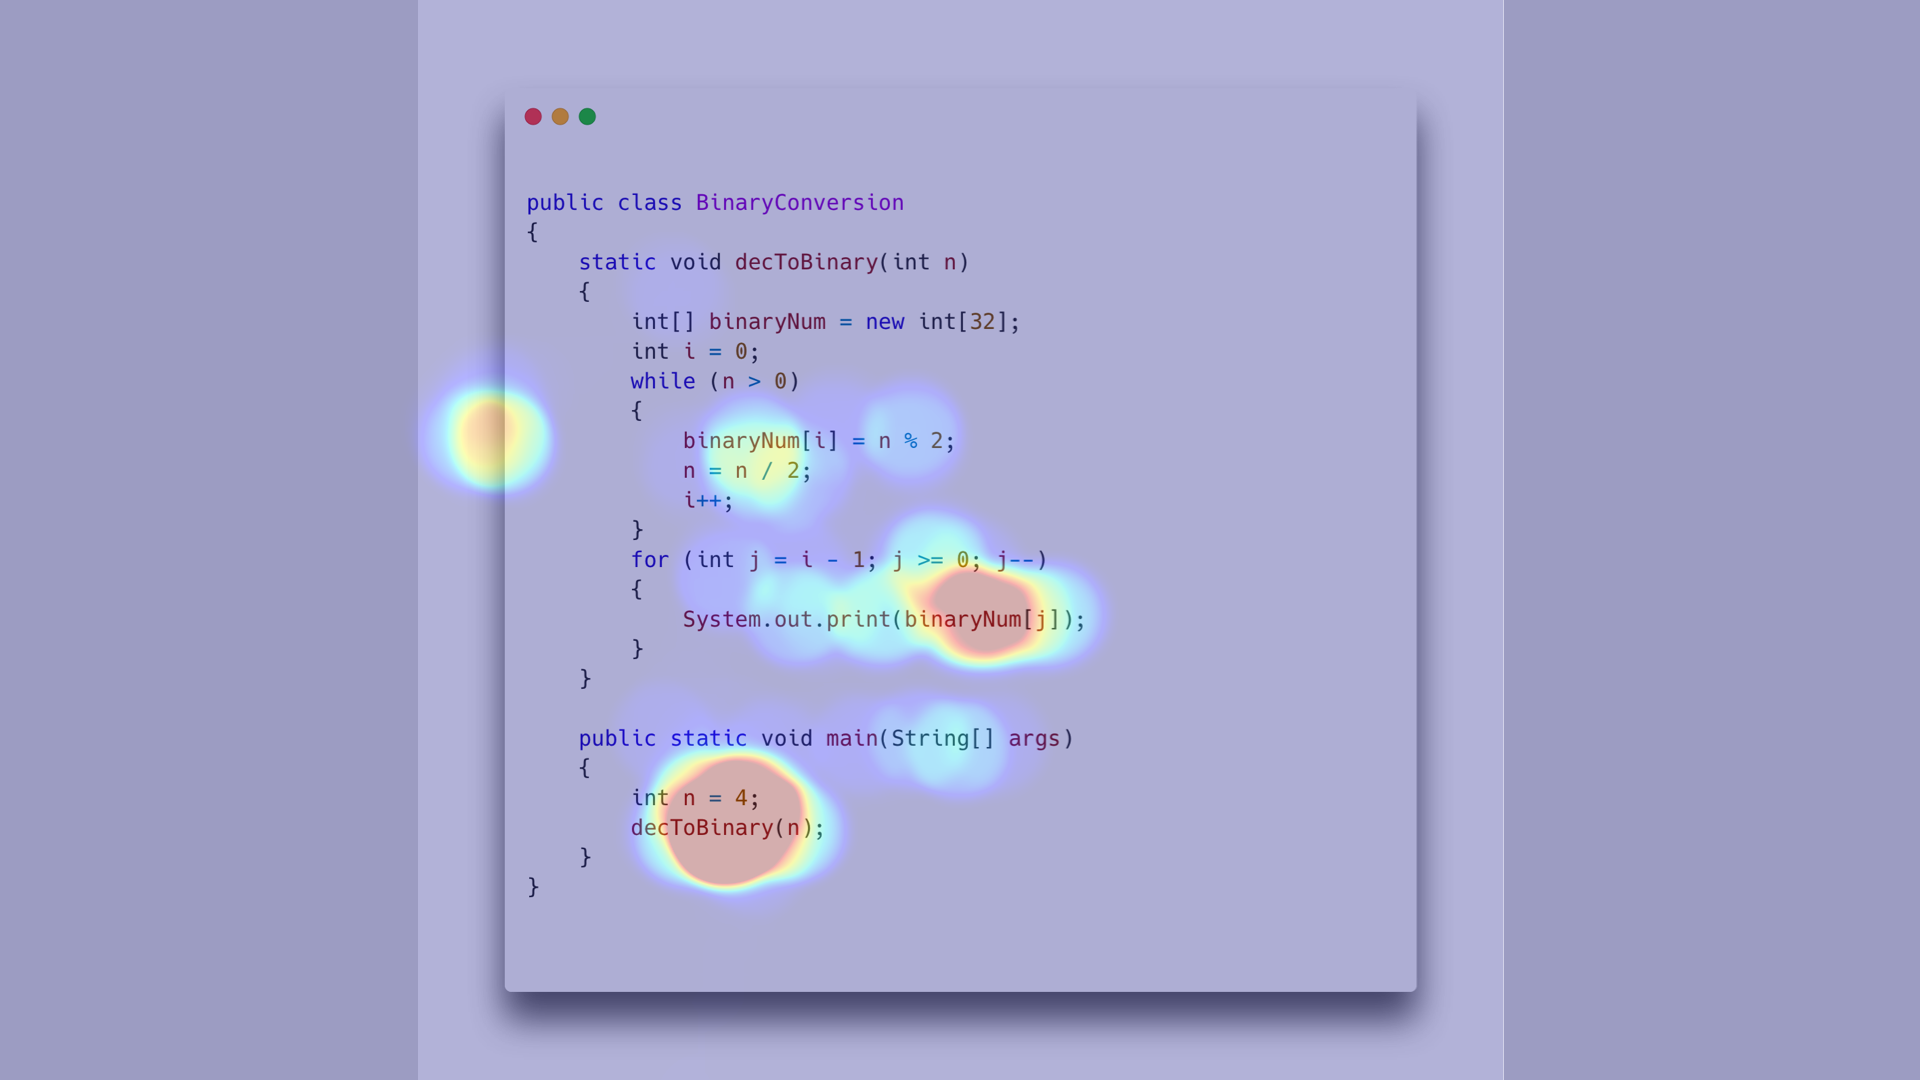 public class BinaryConversion
{
    static void decToBinary(int n)
    {
        int[] binaryNum = new int[32];
        int i = 0;
        while (n > 0)
        {
            binaryNum[i] = n % 2;
            n = n / 2;
            i++;
        }
        for (int j = i - 1; j >= 0; j--)
        {
            System.out.print(binaryNum[j]);
        }
    }

    public static void main(String[] args)
    {
        int n = 4;
        decToBinary(n);
    }
}